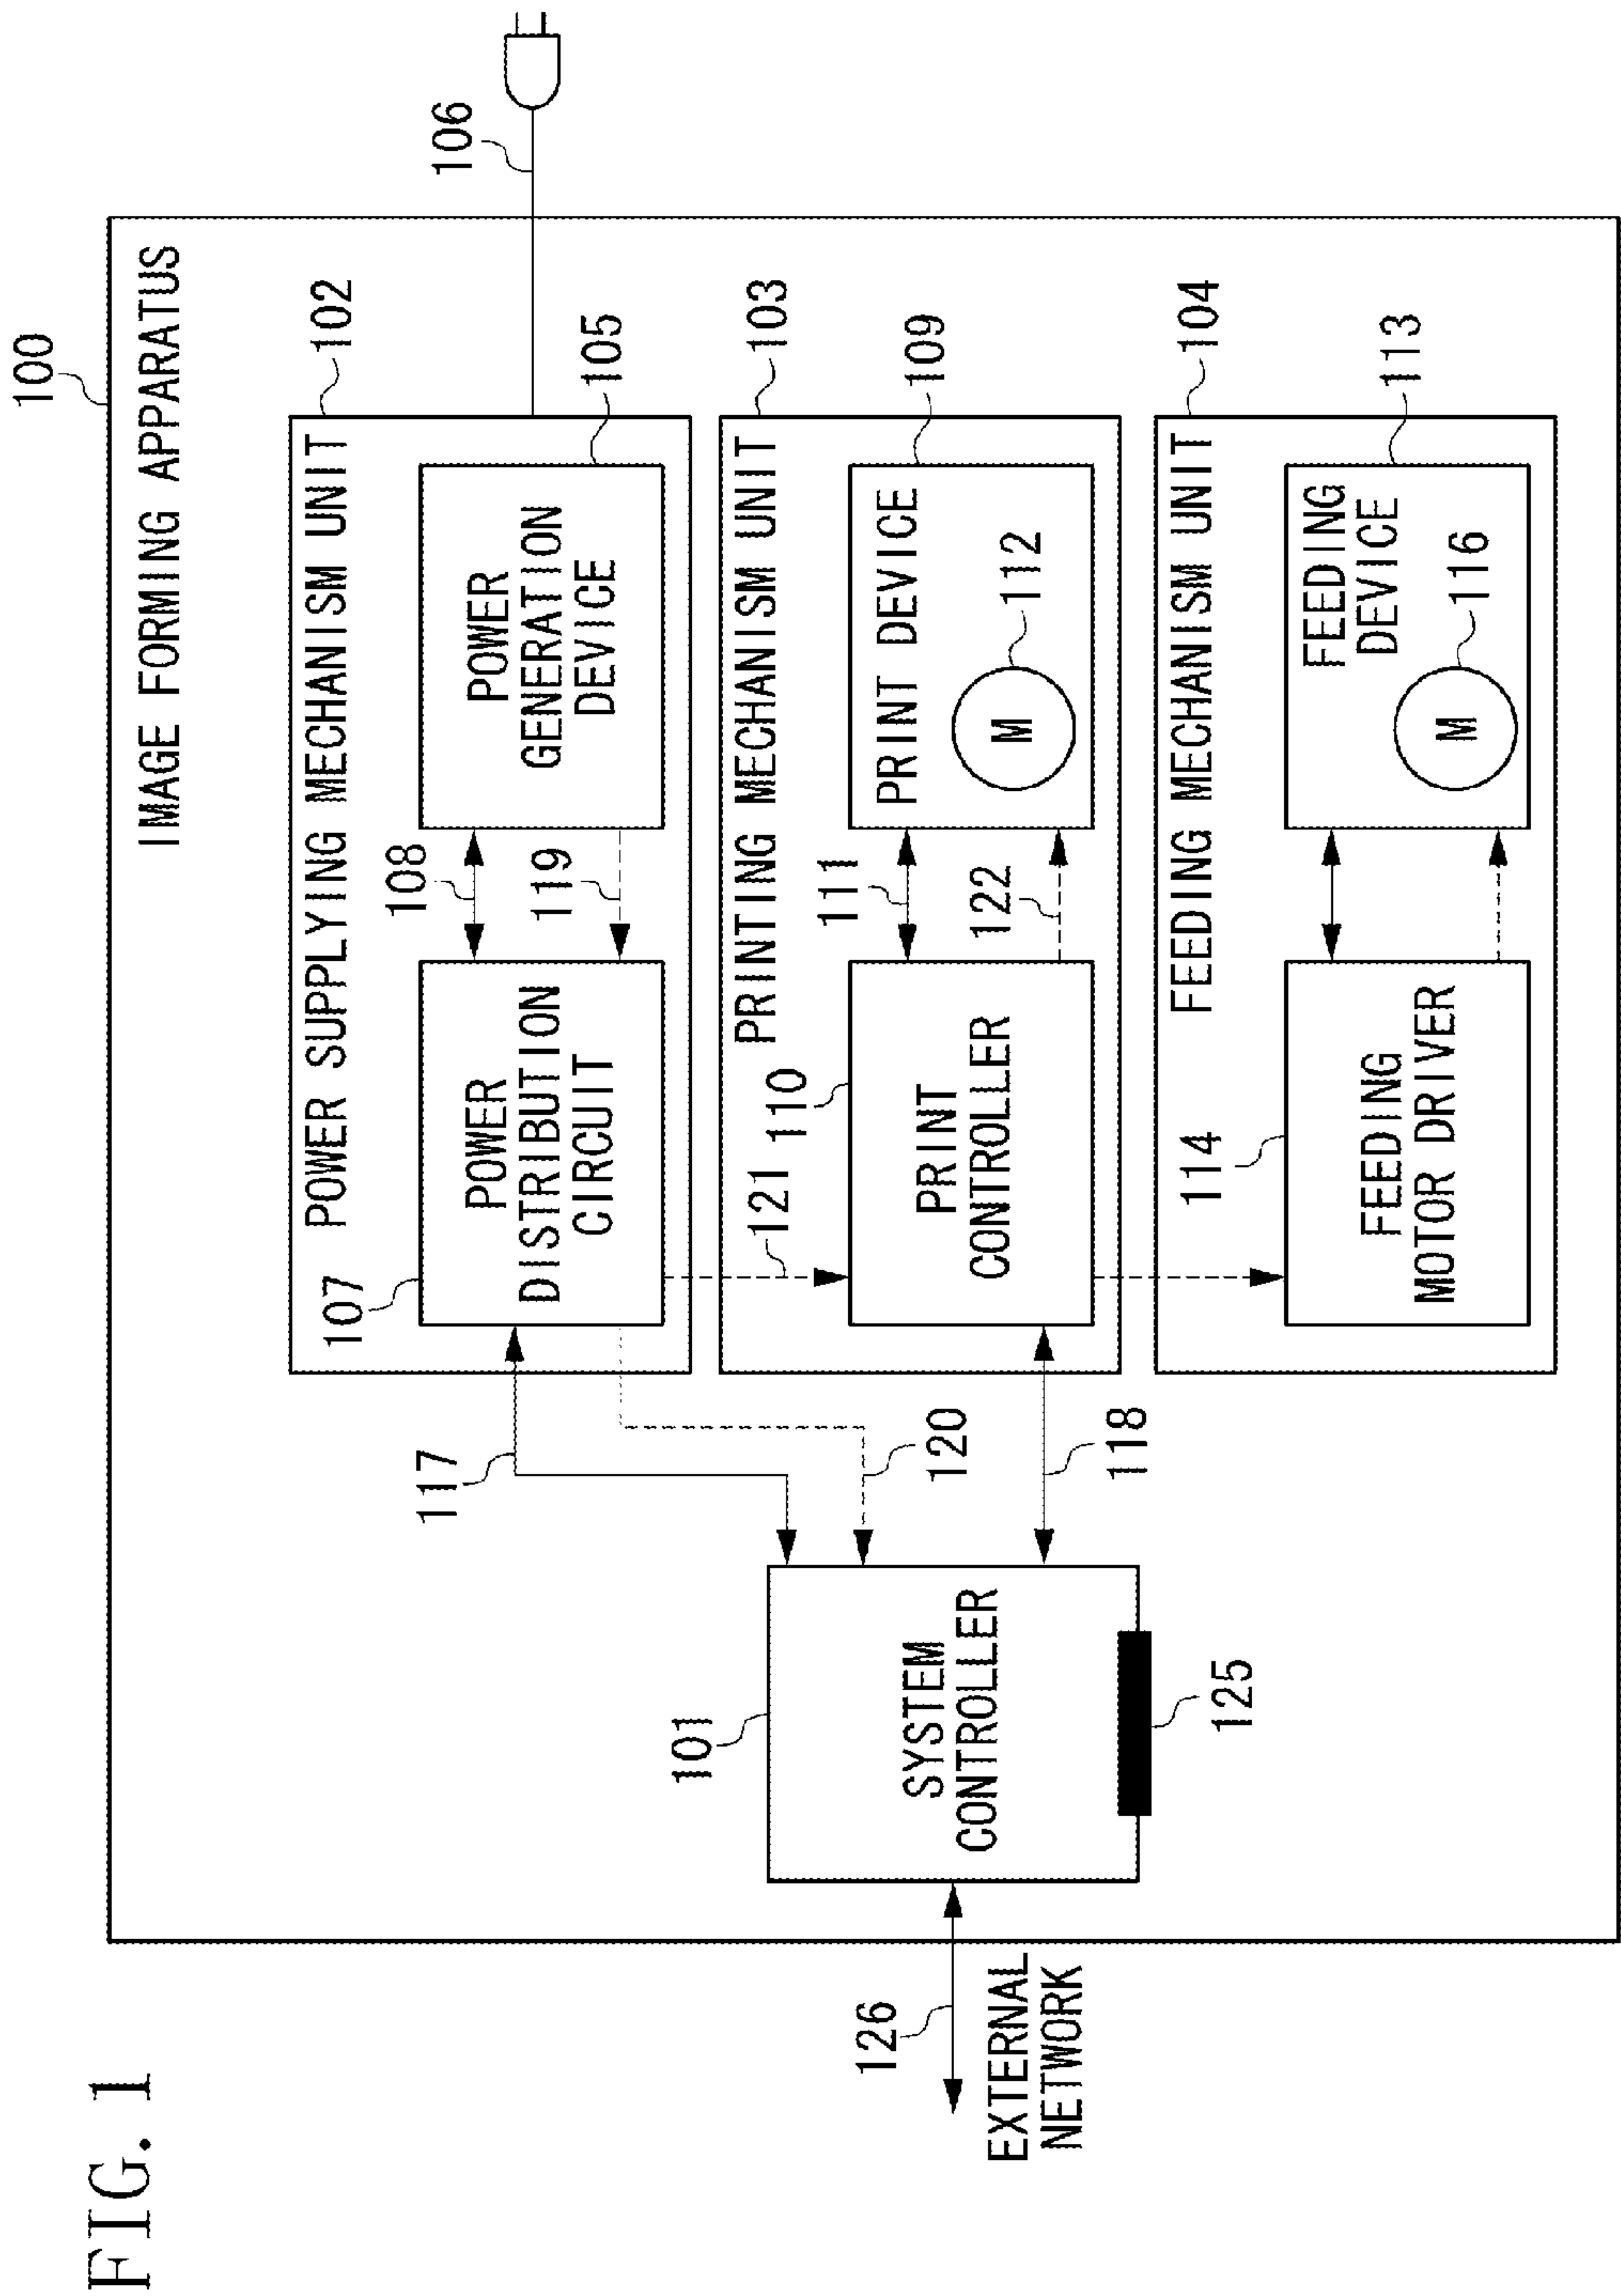 FIG. 1
100
IMAGE FORMING APPARATUS
106
102
POWER SUPPLYING MECHANISM UNIT
107
POWER
DISTRIBUTION
CIRCUIT
108
119
POWER
GENERATION
DEVICE
105
117
120
121
103
PRINTING MECHANISM UNIT
110
PRINT
CONTROLLER
111
122
PRINT DEVICE
M
112
109
101
SYSTEM
CONTROLLER
125
118
126
EXTERNAL
NETWORK
104
FEEDING MECHANISM UNIT
114
FEEDING
MOTOR DRIVER
FEEDING
DEVICE
M
116
113